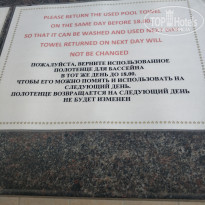 PLEASE RETURN THE USED POOL TOWEL
ON THE SAME DAY BEFORE 18.00
SO THAT IT CAN BE WASHED AND USED NEXT DAY.
TOWEL RETURNED ON NEXT DAY WILL
NOT BE CHANGED
ПОЖАЛУЙСТА, ВЕРНИТЕ ИСПОЛЬЗОВАННОЕ
ПОЛОТЕНЦЕ ДЛЯ БАССЕЙНА
В ТОТ ЖЕ ДЕНЬ ДО 18.00.
ЧТОБЫ ЕГО МОЖНО ПОМЫТЬ И ИСПОЛЬЗОВАТЬ НА
СЛЕДУЮЩИЙ ДЕНЬ.
ПОЛОТЕНЦЕ ВОЗВРАЩАЕТСЯ НА СЛЕДУЮЩИЙ ДЕНЬ
НЕ БУДЕТ ИЗМЕНЕН